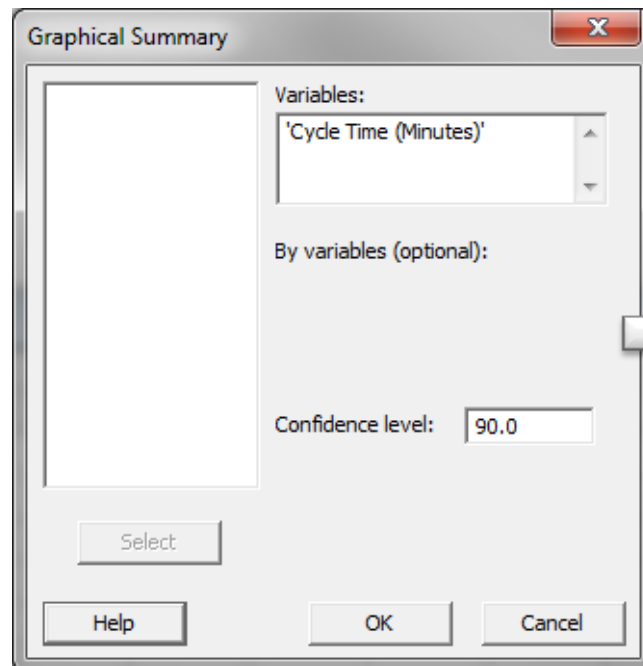 Graphical Summary
Variables:
'Cycle Time (Minutes)'
By variables (optional):
Confidence level: 90.0
Select
Help OK Cancel